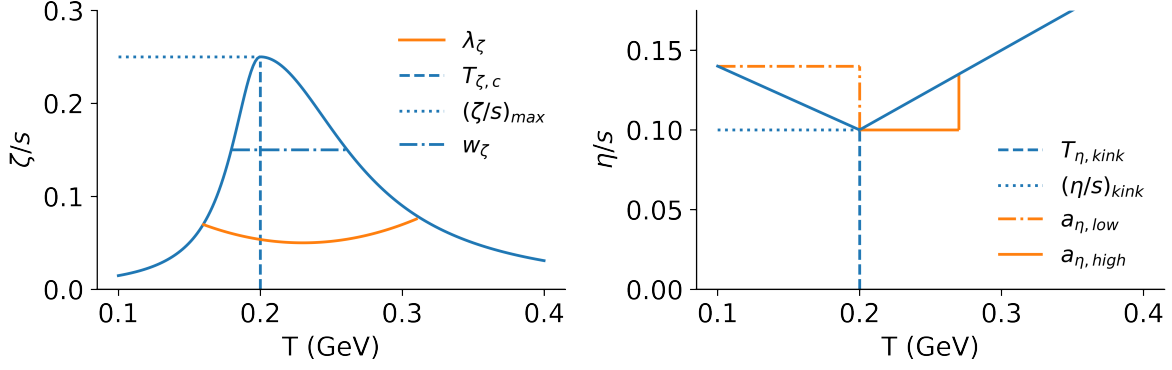 0.3
0.2
0.1
0.0
ζ/s
0.1 0.2 0.3 0.4
T (GeV)
λζ
Tζ, c
(ζ/s)max
wζ
0.15
0.10
0.05
0.00
η/s
0.1 0.2 0.3 0.4
T (GeV)
Tη, kink
(η/s)kink
aη, low
aη, high